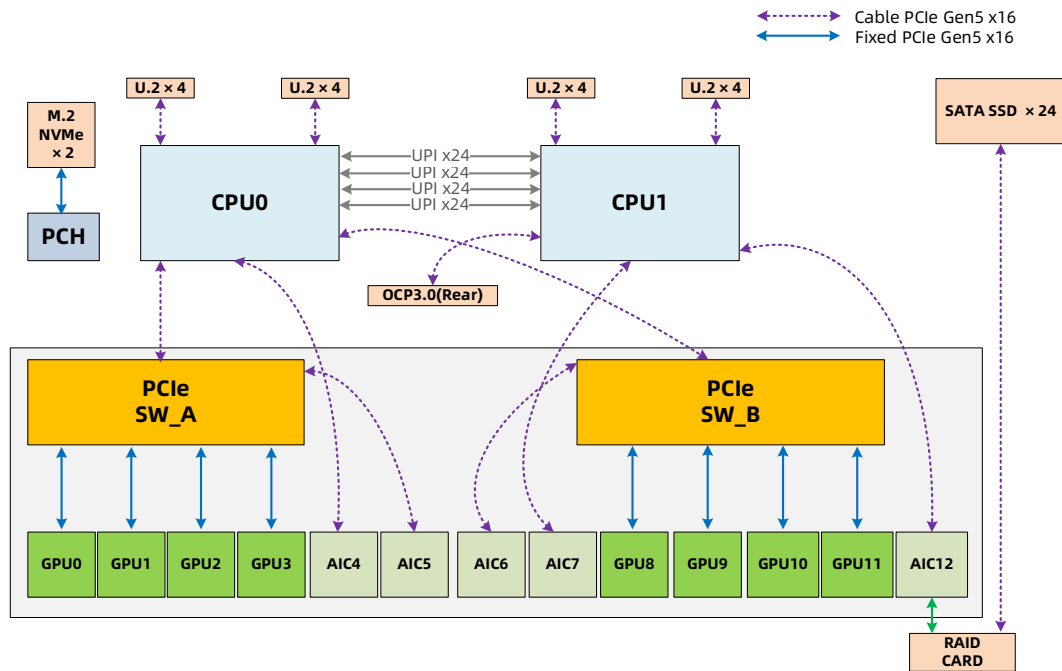 Cable PCIe Gen5 x16
Fixed PCIe Gen5 x16
U.2 × 4
U.2 × 4
U.2 × 4
U.2 × 4
M.2
NVMe
× 2
SATA SSD × 24
UPI x24
UPI x24
UPI x24
UPI x24
CPU0
CPU1
PCH
OCP3.0(Rear)
PCIe
SW_A
PCIe
SW_B
GPU0
GPU1
GPU2
GPU3
AIC4
AIC5
AIC6
AIC7
GPU8
GPU9
GPU10
GPU11
AIC12
RAID
CARD